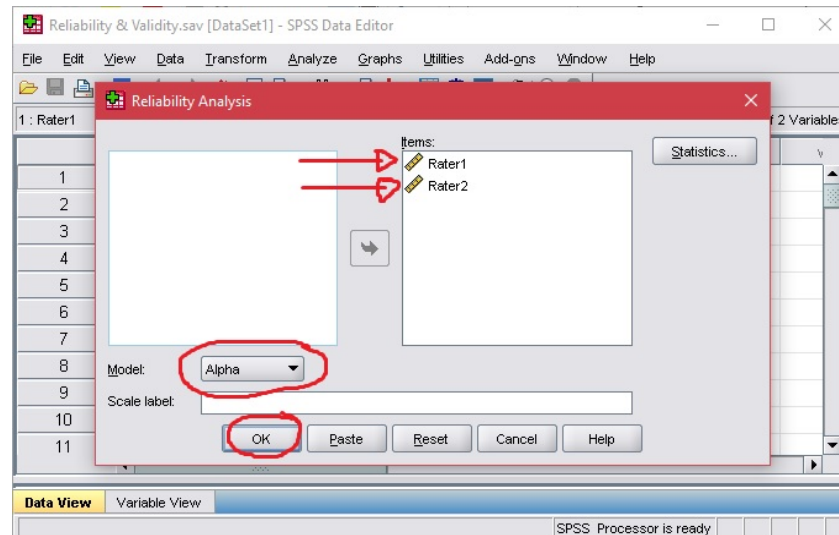 Reliability & Validity.sav [DataSet1] - SPSS Data Editor
File Edit View Data Transform Analyze Graphs Utilities Add-ons Window Help
Reliability Analysis
1 : Rater1
f 2 Variable
Items:
Rater1
Rater2
Statistics...
1
2
3
4
5
6
7
8
9
10
11
Model: Alpha
Scale label:
OK Paste Reset Cancel Help
Data View Variable View
SPSS Processor is ready